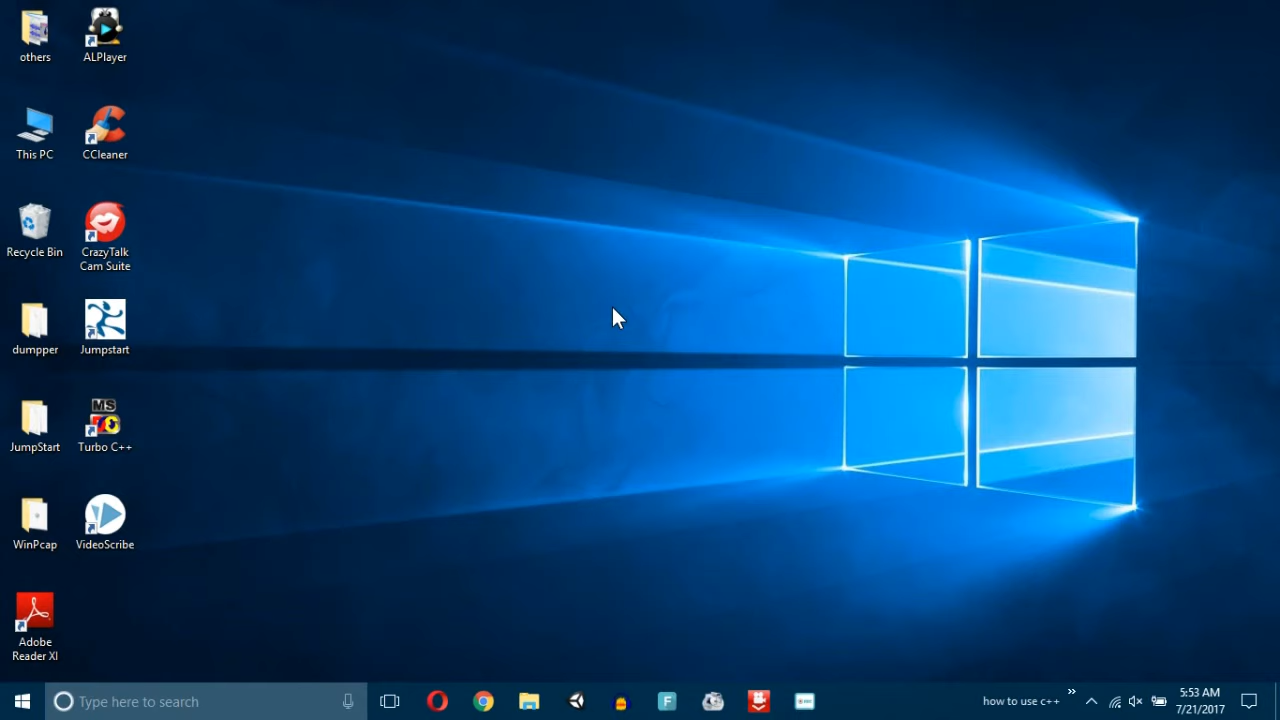 others
ALPlayer
This PC
CCleaner
Recycle Bin
CrazyTalk
Cam Suite
dumpper
Jumpstart
JumpStart
MS
Turbo C++
WinPcap
VideoScribe
Adobe
Reader XI
Type here to search
F
how to use c++
»
5:53 AM
7/21/2017